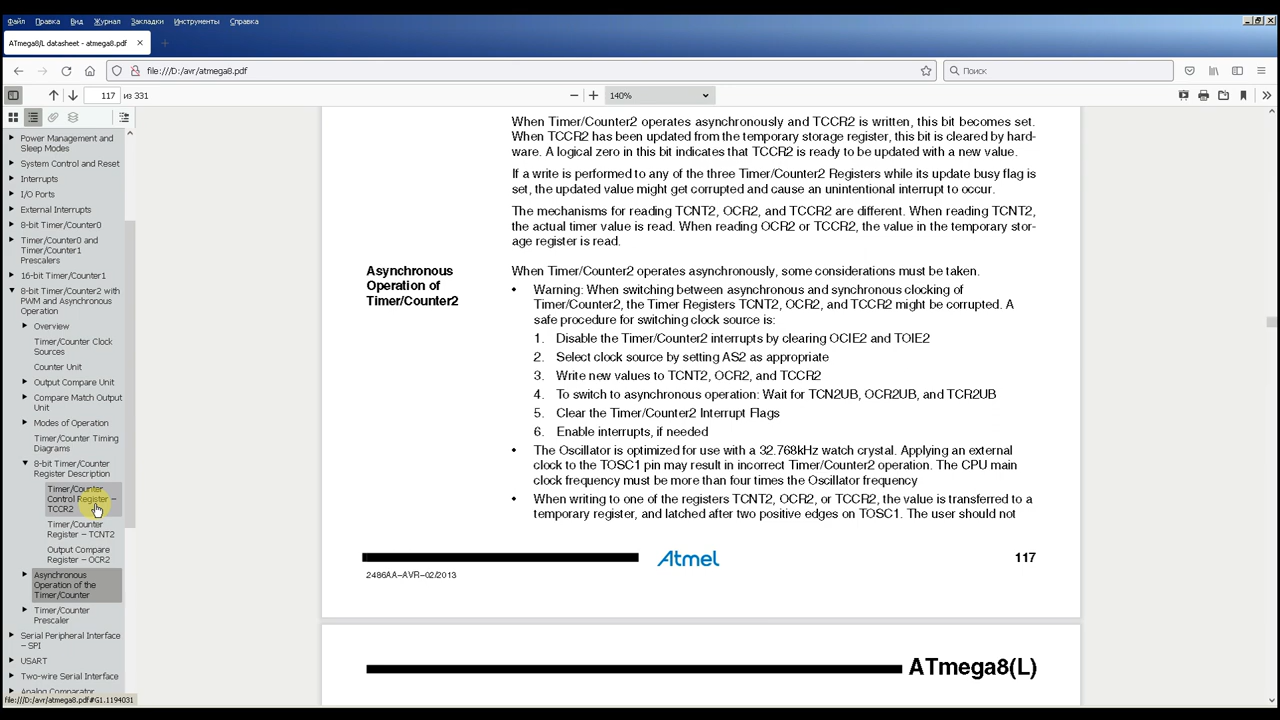 Файл Правка Вид Журнал Закладки Инструменты Справка
ATmega8/L datasheet - atmega8.pdf
file:///D:/avr/atmega8.pdf
Поиск
117 из 331
140%
Power Management and
Sleep Modes
System Control and Reset
Interrupts
I/O Ports
External Interrupts
8-bit Timer/Counter0
Timer/Counter0 and
Timer/Counter1
Prescalers
16-bit Timer/Counter1
8-bit Timer/Counter2 with
PWM and Asynchronous
Operation
Overview
Timer/Counter Clock
Sources
Counter Unit
Output Compare Unit
Compare Match Output
Unit
Modes of Operation
Timer/Counter Timing
Diagrams
8-bit Timer/Counter
Register Description
Timer/Counter
Control Register –
TCCR2
Timer/Counter
Register – TCNT2
Output Compare
Register – OCR2
Asynchronous
Operation of the
Timer/Counter
Timer/Counter
Prescaler
Serial Peripheral Interface
– SPI
USART
Two-wire Serial Interface
Analog Comparator
file:///D:/avr/atmega8.pdf#G1.1194031
When Timer/Counter2 operates asynchronously and TCCR2 is written, this bit becomes set.
When TCCR2 has been updated from the temporary storage register, this bit is cleared by hard-
ware. A logical zero in this bit indicates that TCCR2 is ready to be updated with a new value.
If a write is performed to any of the three Timer/Counter2 Registers while its update busy flag is
set, the updated value might get corrupted and cause an unintentional interrupt to occur.
The mechanisms for reading TCNT2, OCR2, and TCCR2 are different. When reading TCNT2,
the actual timer value is read. When reading OCR2 or TCCR2, the value in the temporary stor-
age register is read.
Asynchronous
Operation of
Timer/Counter2
When Timer/Counter2 operates asynchronously, some considerations must be taken.
• Warning: When switching between asynchronous and synchronous clocking of
Timer/Counter2, the Timer Registers TCNT2, OCR2, and TCCR2 might be corrupted. A
safe procedure for switching clock source is:
1. Disable the Timer/Counter2 interrupts by clearing OCIE2 and TOIE2
2. Select clock source by setting AS2 as appropriate
3. Write new values to TCNT2, OCR2, and TCCR2
4. To switch to asynchronous operation: Wait for TCN2UB, OCR2UB, and TCR2UB
5. Clear the Timer/Counter2 Interrupt Flags
6. Enable interrupts, if needed
• The Oscillator is optimized for use with a 32.768kHz watch crystal. Applying an external
clock to the TOSC1 pin may result in incorrect Timer/Counter2 operation. The CPU main
clock frequency must be more than four times the Oscillator frequency
• When writing to one of the registers TCNT2, OCR2, or TCCR2, the value is transferred to a
temporary register, and latched after two positive edges on TOSC1. The user should not
Atmel
117
2486AA–AVR–02/2013
ATmega8(L)